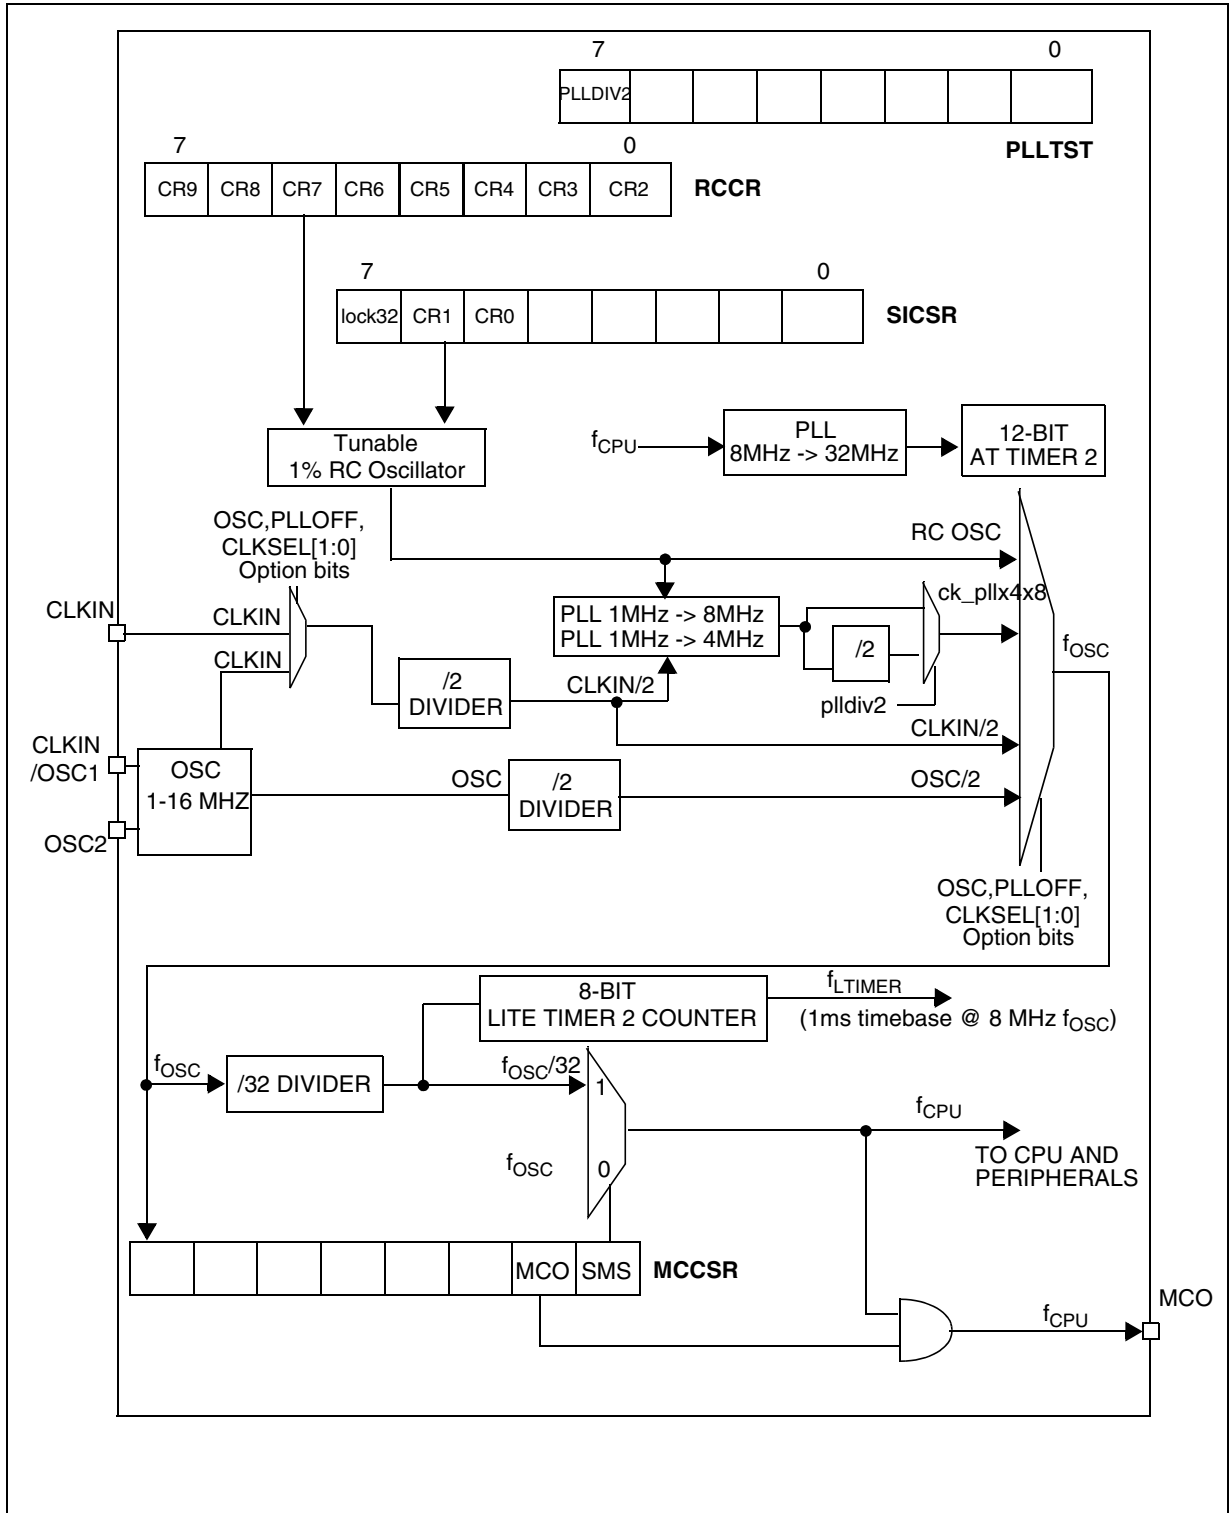 7 0
PLLDIV2
PLLTST
7 0
CR9 CR8 CR7 CR6 CR5 CR4 CR3 CR2
RCCR
7 0
lock32 CR1 CR0
SICSR
Tunable
1% RC Oscillator
fCPU
PLL
8MHz -> 32MHz
12-BIT
AT TIMER 2
OSC,PLLOFF,
CLKSEL[1:0]
Option bits
RC OSC
CLKIN
CLKIN
CLKIN
PLL 1MHz -> 8MHz
PLL 1MHz -> 4MHz
/2
ck_pllx4x8
plldiv2
fOSC
/2
DIVIDER
CLKIN/2
CLKIN/2
CLKIN
/OSC1
OSC2
OSC
1-16 MHZ
OSC
/2
DIVIDER
OSC/2
OSC,PLLOFF,
CLKSEL[1:0]
Option bits
8-BIT
LITE TIMER 2 COUNTER
fLTIMER
(1ms timebase @ 8 MHz fOSC)
fOSC
/32 DIVIDER
fOSC/32
1
fOSC
0
fCPU
TO CPU AND
PERIPHERALS
MCO SMS
MCCSR
fCPU
MCO